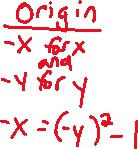 Origin
-x for x
and
-y for y
-x = (-y)² - 1